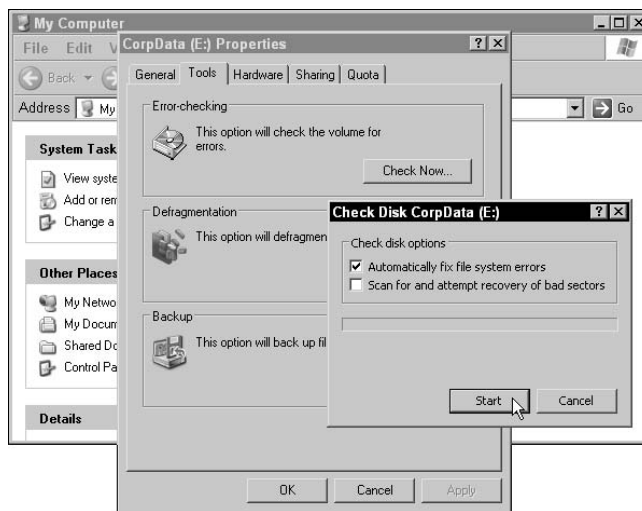 My Computer
File Edit V
Back
Address My
Go
System Task
View syste
Add or rem
Change a
Other Places
My Netwo
My Docum
Shared Do
Control Pa
Details
CorpData (E:) Properties
General Tools Hardware Sharing Quota
Error-checking
This option will check the volume for
errors.
Check Now...
Defragmentation
This option will defragmen
Backup
This option will back up fil
OK Cancel Apply
Check Disk CorpData (E:)
Check disk options
Automatically fix file system errors
Scan for and attempt recovery of bad sectors
Start Cancel